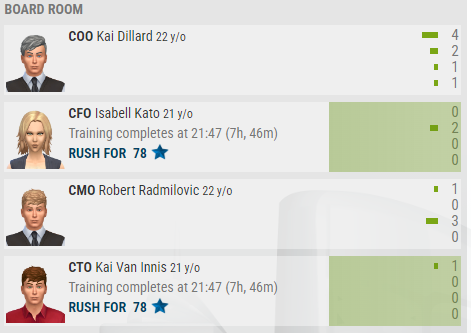 BOARD ROOM
COO Kai Dillard 22 y/o
4
2
1
1
CFO Isabell Kato 21 y/o
Training completes at 21:47 (7h, 46m)
RUSH FOR 78
0
2
0
0
CMO Robert Radmilovic 22 y/o
1
0
3
0
CTO Kai Van Innis 21 y/o
Training completes at 21:47 (7h, 46m)
RUSH FOR 78
1
0
0
0